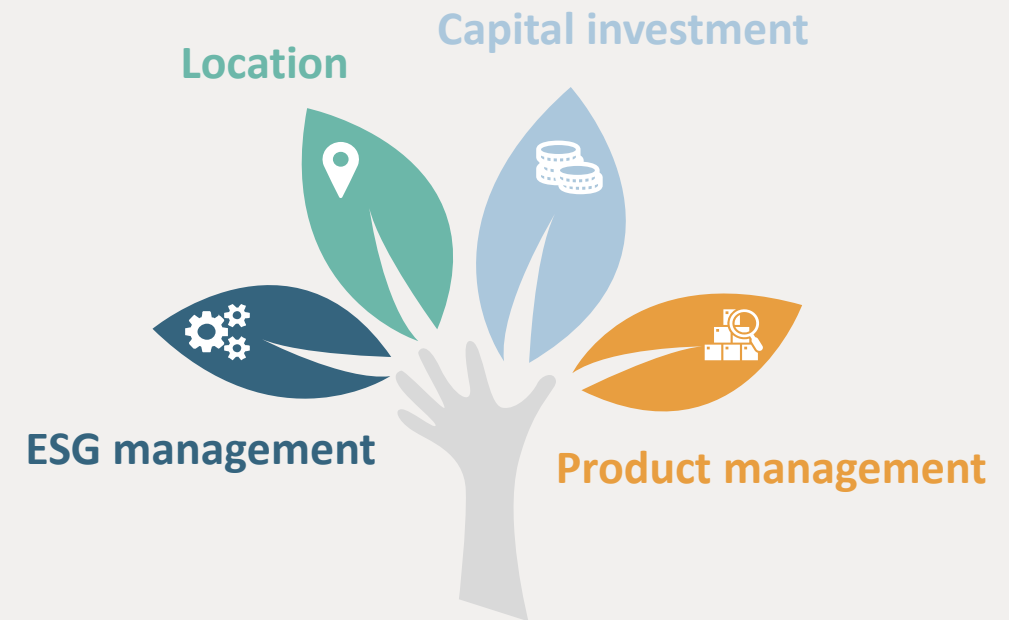 Capital investment
Location
ESG management
Product management